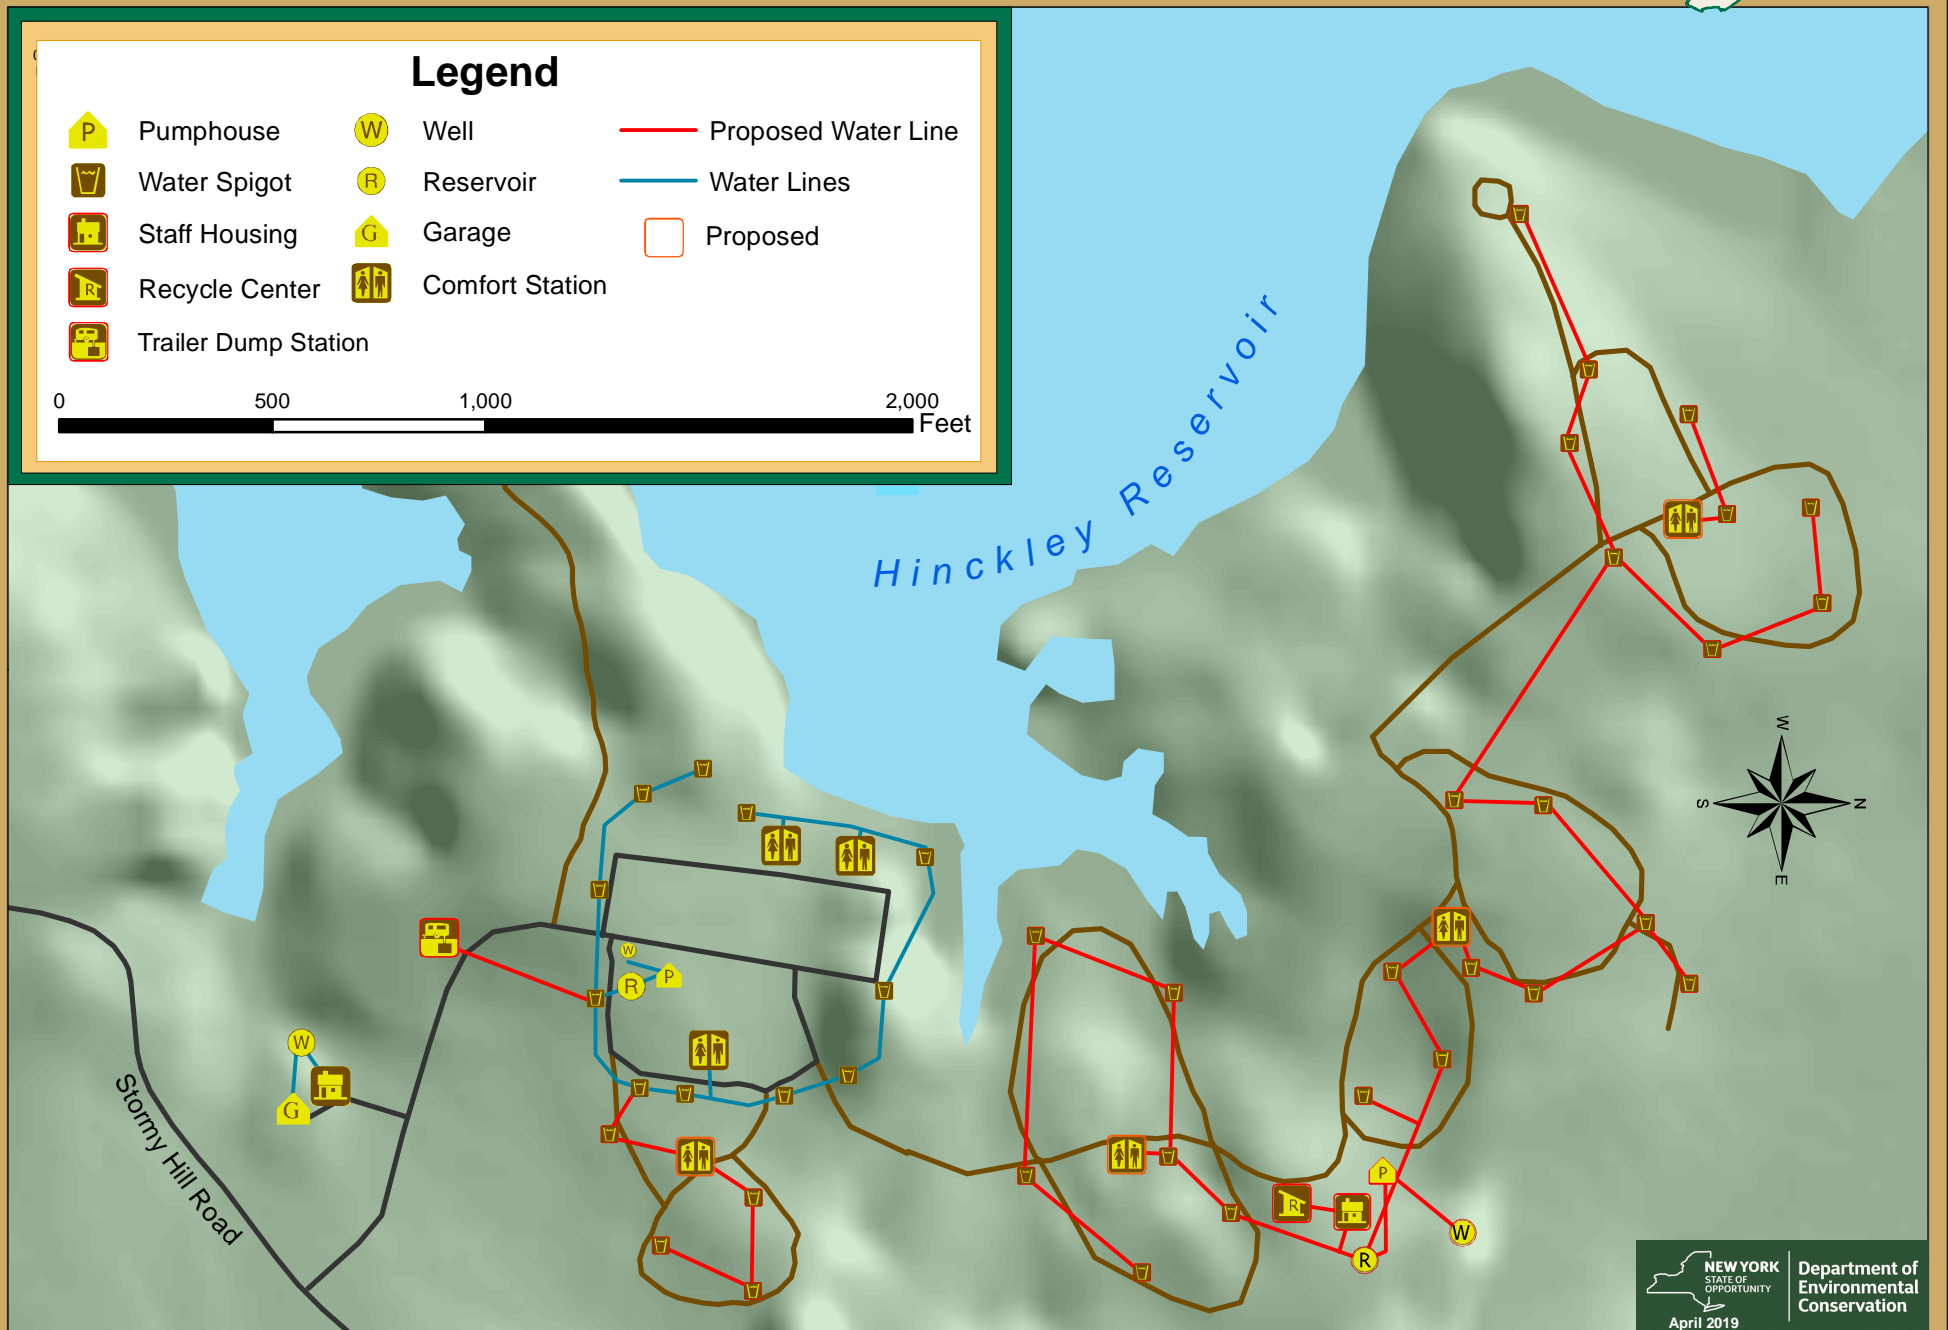 Legend
P Pumphouse
Water Spigot
Staff Housing
R Recycle Center
Trailer Dump Station
W Well
R Reservoir
G Garage
Comfort Station
Proposed Water Line
Water Lines
Proposed
0 500 1,000 2,000
Feet
Hinckley Reservoir
W
S N
E
W
R P
W
G
Stormy Hill Road
P
R
W
R
NEW YORK
STATE OF
OPPORTUNITY
Department of
Environmental
Conservation
April 2019